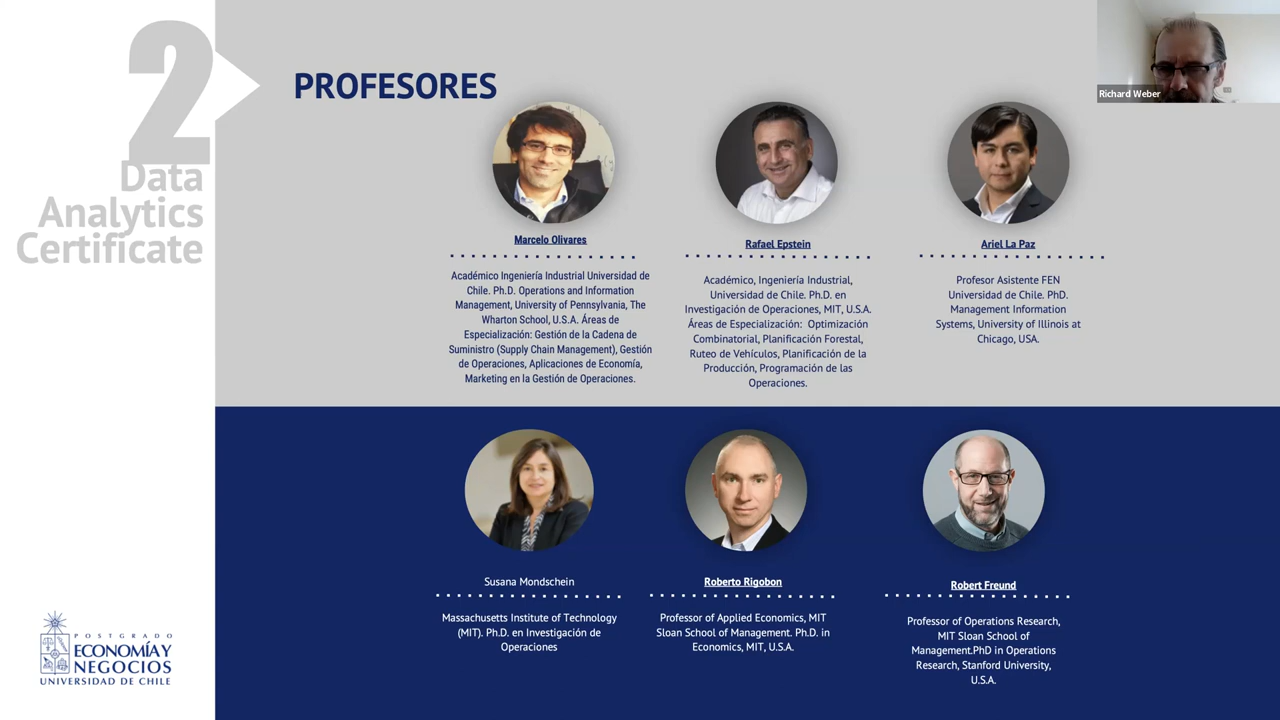 2
Data
Analytics
Certificate
PROFESORES
Richard Weber
Marcelo Olivares
Académico Ingeniería Industrial Universidad de
Chile. Ph.D. Operations and Information
Management, University of Pennsylvania, The
Wharton School, U.S.A. Áreas de
Especialización: Gestión de la Cadena de
Suministro (Supply Chain Management), Gestión
de Operaciones, Aplicaciones de Economía,
Marketing en la Gestión de Operaciones.
Rafael Epstein
Académico, Ingeniería Industrial,
Universidad de Chile. Ph.D. en
Investigación de Operaciones, MIT, U.S.A.
Áreas de Especialización: Optimización
Combinatorial, Planificación Forestal,
Ruteo de Vehículos, Planificación de la
Producción, Programación de las
Operaciones.
Ariel La Paz
Profesor Asistente FEN
Universidad de Chile. PhD.
Management Information
Systems, University of Illinois at
Chicago, USA.
Susana Mondschein
Massachusetts Institute of Technology
(MIT). Ph.D. en Investigación de
Operaciones
Roberto Rigobon
Professor of Applied Economics, MIT
Sloan School of Management. Ph.D. in
Economics, MIT, U.S.A.
Robert Freund
Professor of Operations Research,
MIT Sloan School of
Management.PhD in Operations
Research, Stanford University,
U.S.A.
POSTGRADO
ECONOMÍA Y
NEGOCIOS
UNIVERSIDAD DE CHILE